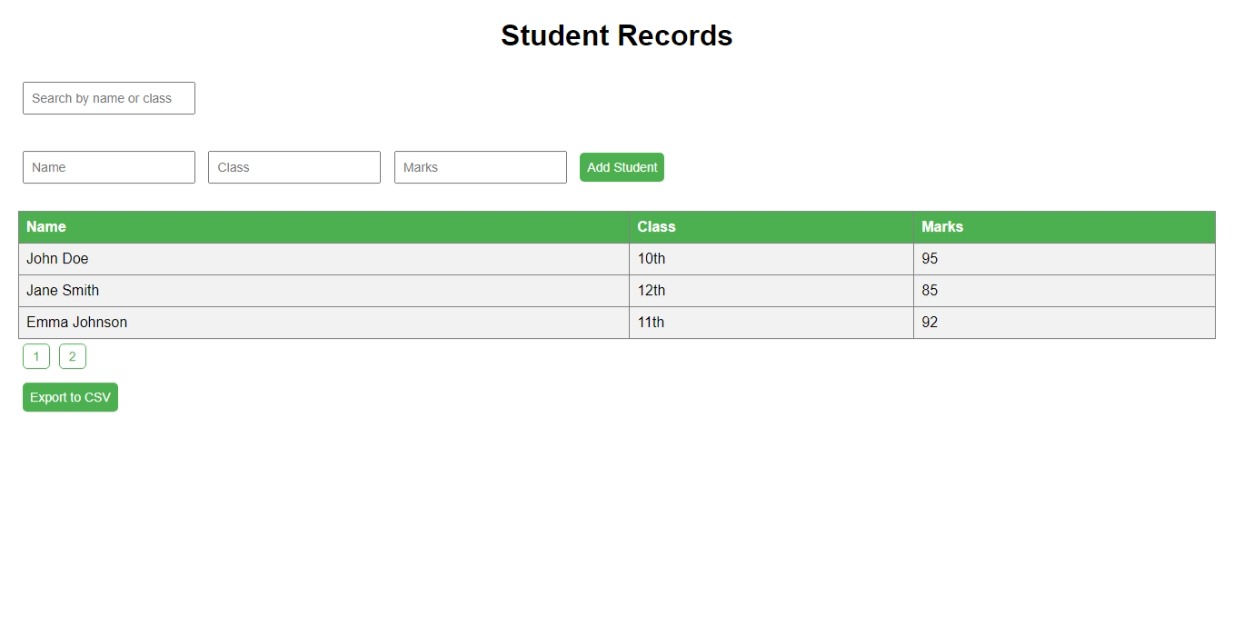 Student Records
Search by name or class
Name Class Marks Add Student
Name Class Marks
John Doe 10th 95
Jane Smith 12th 85
Emma Johnson 11th 92
1 2
Export to CSV